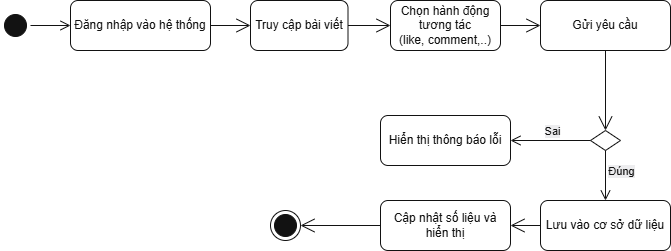 Đăng nhập vào hệ thống
Truy cập bài viết
Chọn hành động
tương tác
(like, comment,..)
Gửi yêu cầu
Hiển thị thông báo lỗi
Sai
Đúng
Cập nhật số liệu và
hiển thị
Lưu vào cơ sở dữ liệu